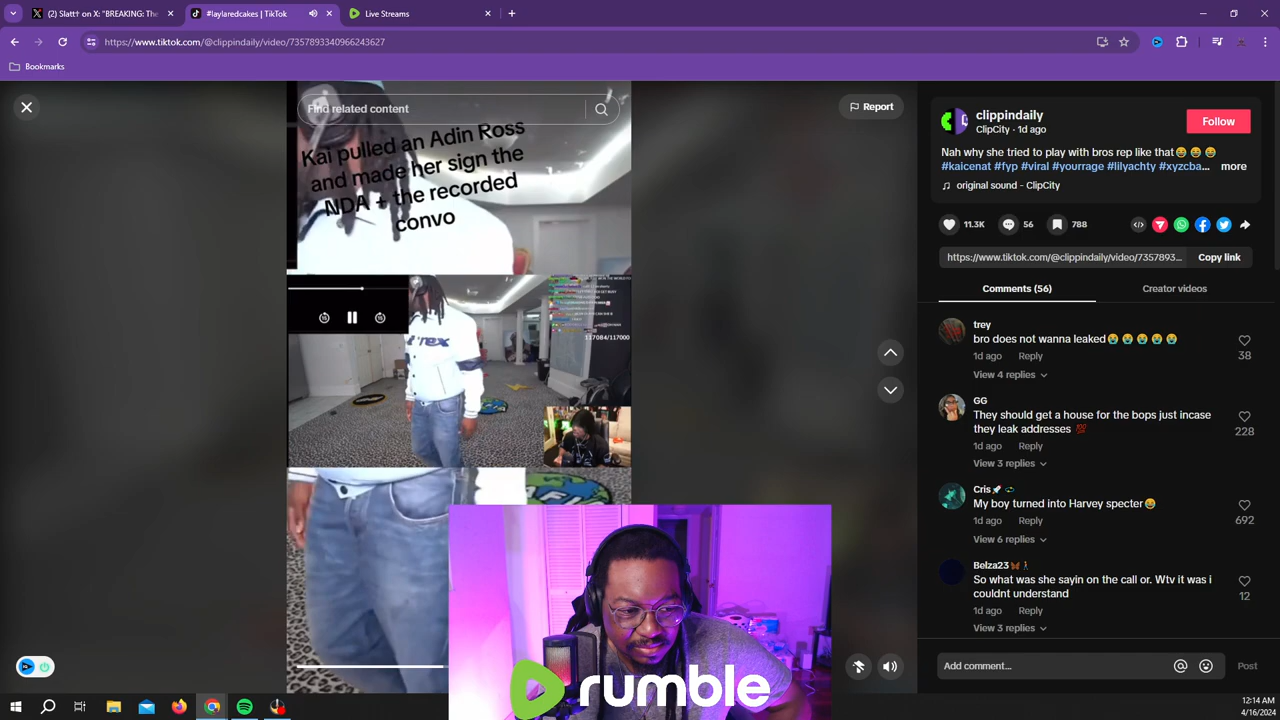 (2) Slatt† on X: "BREAKING: The
#laylaredcakes | TikTok
Live Streams
https://www.tiktok.com/@clippindaily/video/7357893340966243627
Bookmarks
Find related content
Report
Kai pulled an Adin Ross
and made her sign the
NDA + the recorded
convo
117084/117000
clippindaily
ClipCity · 1d ago
Follow
Nah why she tried to play with bros rep like that😅 😅 😅
#kaicenat #fyp #viral #yourrage #lilyachty #xyzcba... more
♫ original sound - ClipCity
11.3K
56
788
https://www.tiktok.com/@clippindaily/video/7357893...
Copy link
Comments (56)
Creator videos
trey
bro does not wanna leaked😭😭😭😭😭
1d ago Reply
38
View 4 replies
GG
They should get a house for the bops just incase
they leak addresses 💯
228
1d ago Reply
View 3 replies
Cris
My boy turned into Harvey specter😂
1d ago Reply
692
View 6 replies
Belza23
So what was she sayin on the call or. Wtv it was i
couldnt understand
12
1d ago Reply
View 3 replies
Add comment...
Post
rumble
12:14 AM
4/16/2024